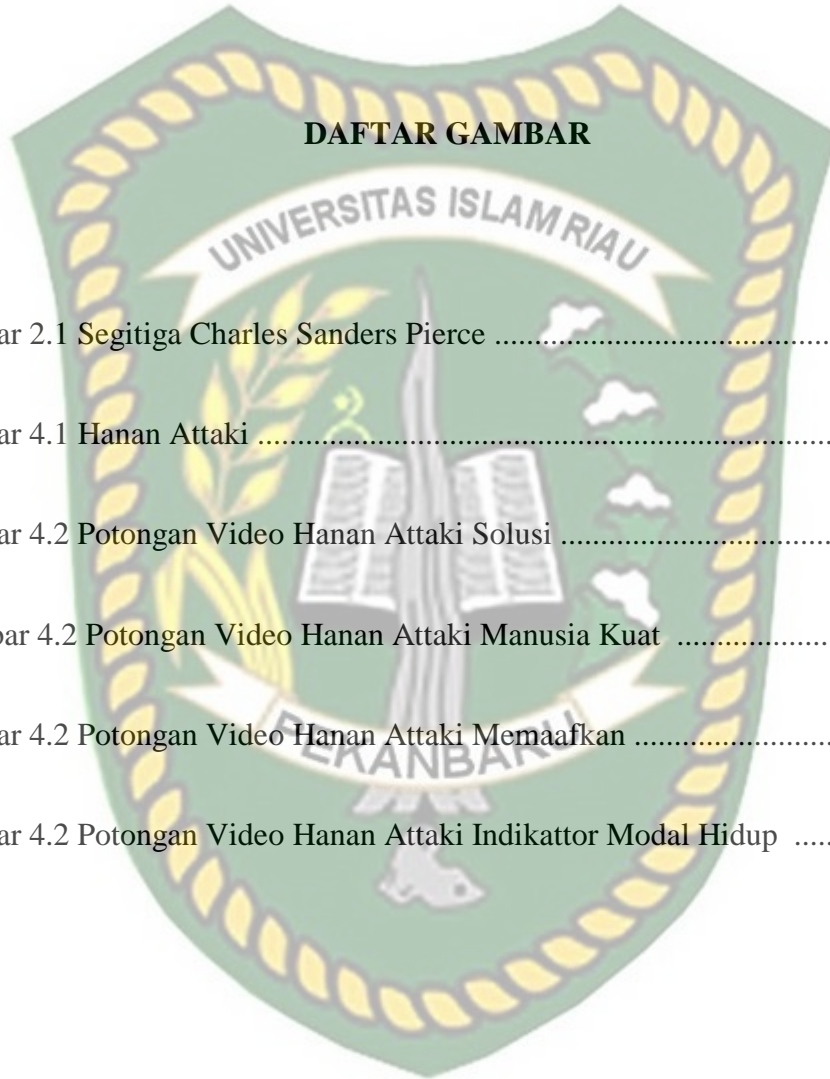 DAFTAR GAMBAR
UNIVERSITAS ISLAM RIAU
ar 2.1 Segitiga Charles Sanders Pierce ..........................................
ar 4.1 Hanan Attaki ..............................................................................
ar 4.2 Potongan Video Hanan Attaki Solusi ....................................
bar 4.2 Potongan Video Hanan Attaki Manusia Kuat ....................
ar 4.2 Potongan Video Hanan Attaki Memaafkan .........................
ar 4.2 Potongan Video Hanan Attaki Indikattor Modal Hidup .....
PEKANBARU